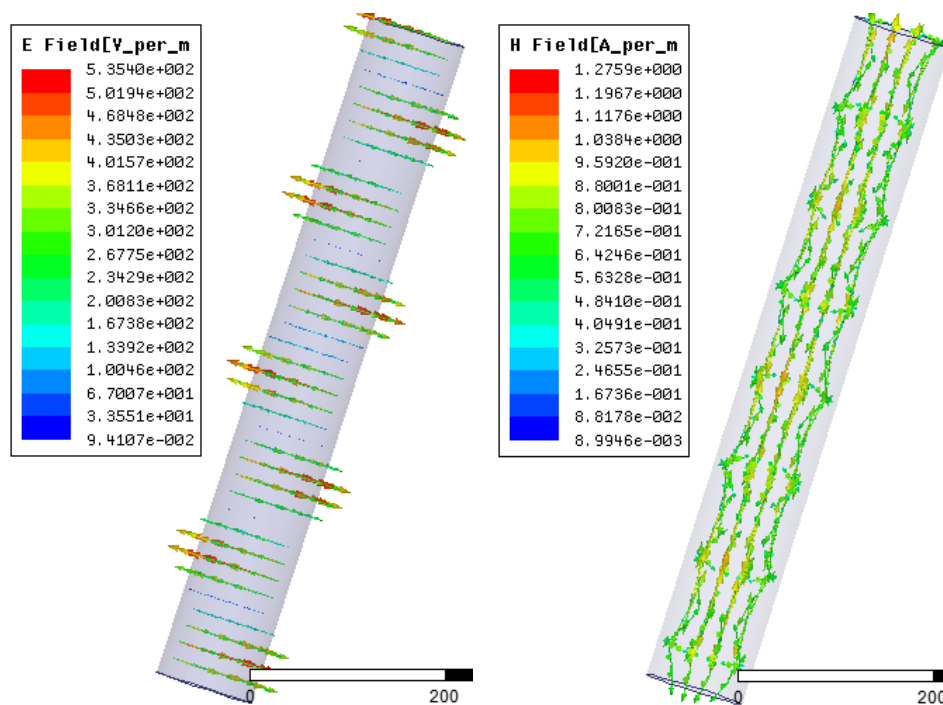 E Field[V_per_m
5.3540e+002
5.0194e+002
4.6848e+002
4.3503e+002
4.0157e+002
3.6811e+002
3.3466e+002
3.0120e+002
2.6775e+002
2.3429e+002
2.0083e+002
1.6738e+002
1.3392e+002
1.0046e+002
6.7007e+001
3.3551e+001
9.4107e-002
0
200
H Field[A_per_m
1.2759e+000
1.1967e+000
1.1176e+000
1.0384e+000
9.5920e-001
8.8001e-001
8.0083e-001
7.2165e-001
6.4246e-001
5.6328e-001
4.8410e-001
4.0491e-001
3.2573e-001
2.4655e-001
1.6736e-001
8.8178e-002
8.9946e-003
0
200